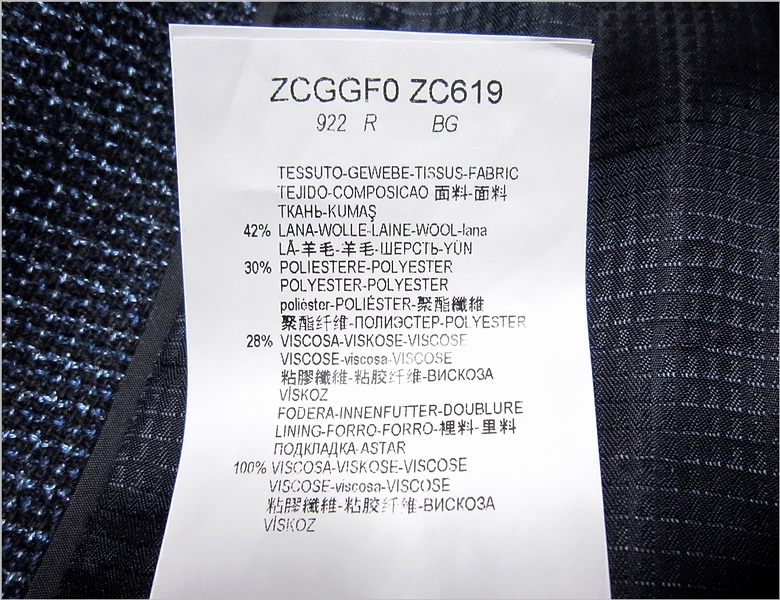 ZCGGF0 ZC619
922 R BG
TESSUTO-GEWEBE-TISSUS-FABRIC
TEJIDO-COMPOSICAO 面料-面料
ТКАНЬ-KUMAŞ
42% LANA-WOLLE-LAINE-WOOL-lana
LÃ-羊毛-羊毛-ШЕРСТЬ-YÜN
30% POLIESTERE-POLYESTER
POLYESTER-POLYESTER
poliéster-POLIÉSTER-聚酯纖維
聚酯纤维-ПОЛИЭСТЕР-POLYESTER
28% VISCOSA-VISKOSE-VISCOSE
VISCOSE-viscosa-VISCOSE
粘膠纖維-粘胶纤维-ВИСКОЗА
VİSKOZ
FODERA-INNENFUTTER-DOUBLURE
LINING-FORRO-FORRO-裡料-里料
ПОДКЛАДКА-ASTAR
100% VISCOSA-VISKOSE-VISCOSE
VISCOSE-viscosa-VISCOSE
粘膠纖維-粘胶纤维-ВИСКОЗА
VİSKOZ